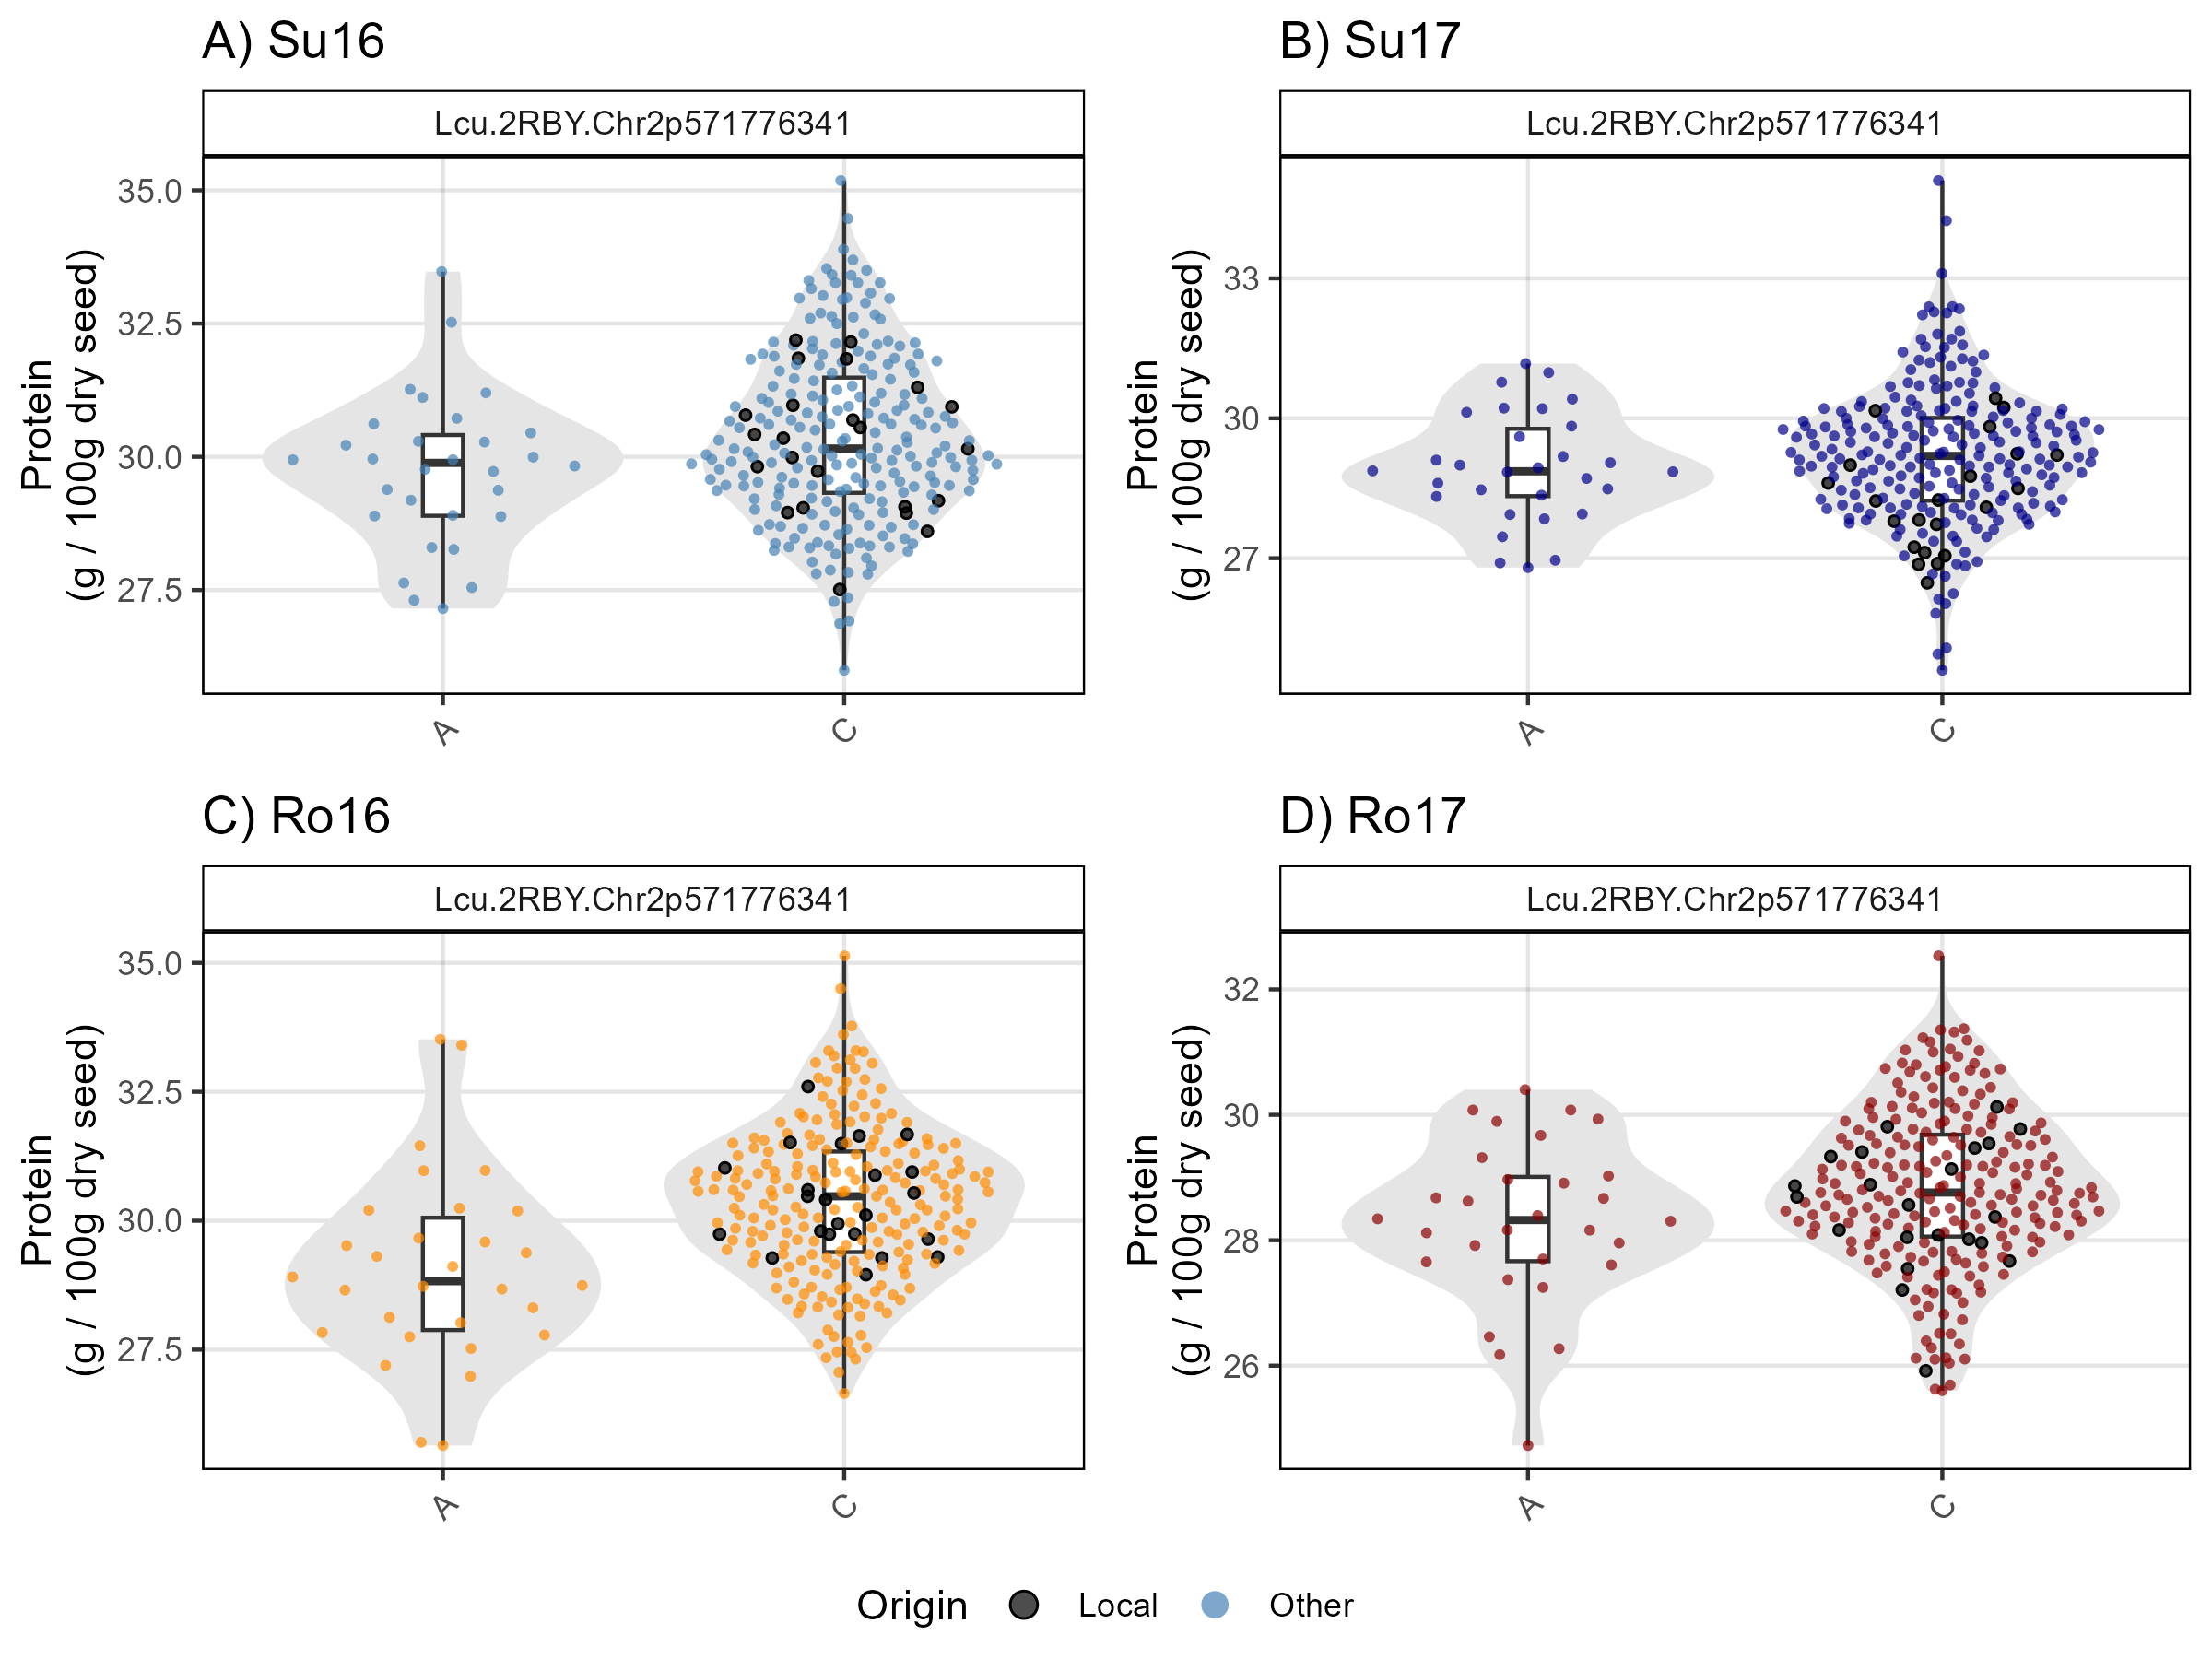 A) Su16
Lcu.2RBY.Chr2p571776341
Protein
(g / 100g dry seed)
35.0
32.5
30.0
27.5
A
C
B) Su17
Lcu.2RBY.Chr2p571776341
Protein
(g / 100g dry seed)
33
30
27
A
C
C) Ro16
Lcu.2RBY.Chr2p571776341
Protein
(g / 100g dry seed)
35.0
32.5
30.0
27.5
A
C
D) Ro17
Lcu.2RBY.Chr2p571776341
Protein
(g / 100g dry seed)
32
30
28
26
A
C
Origin Local Other